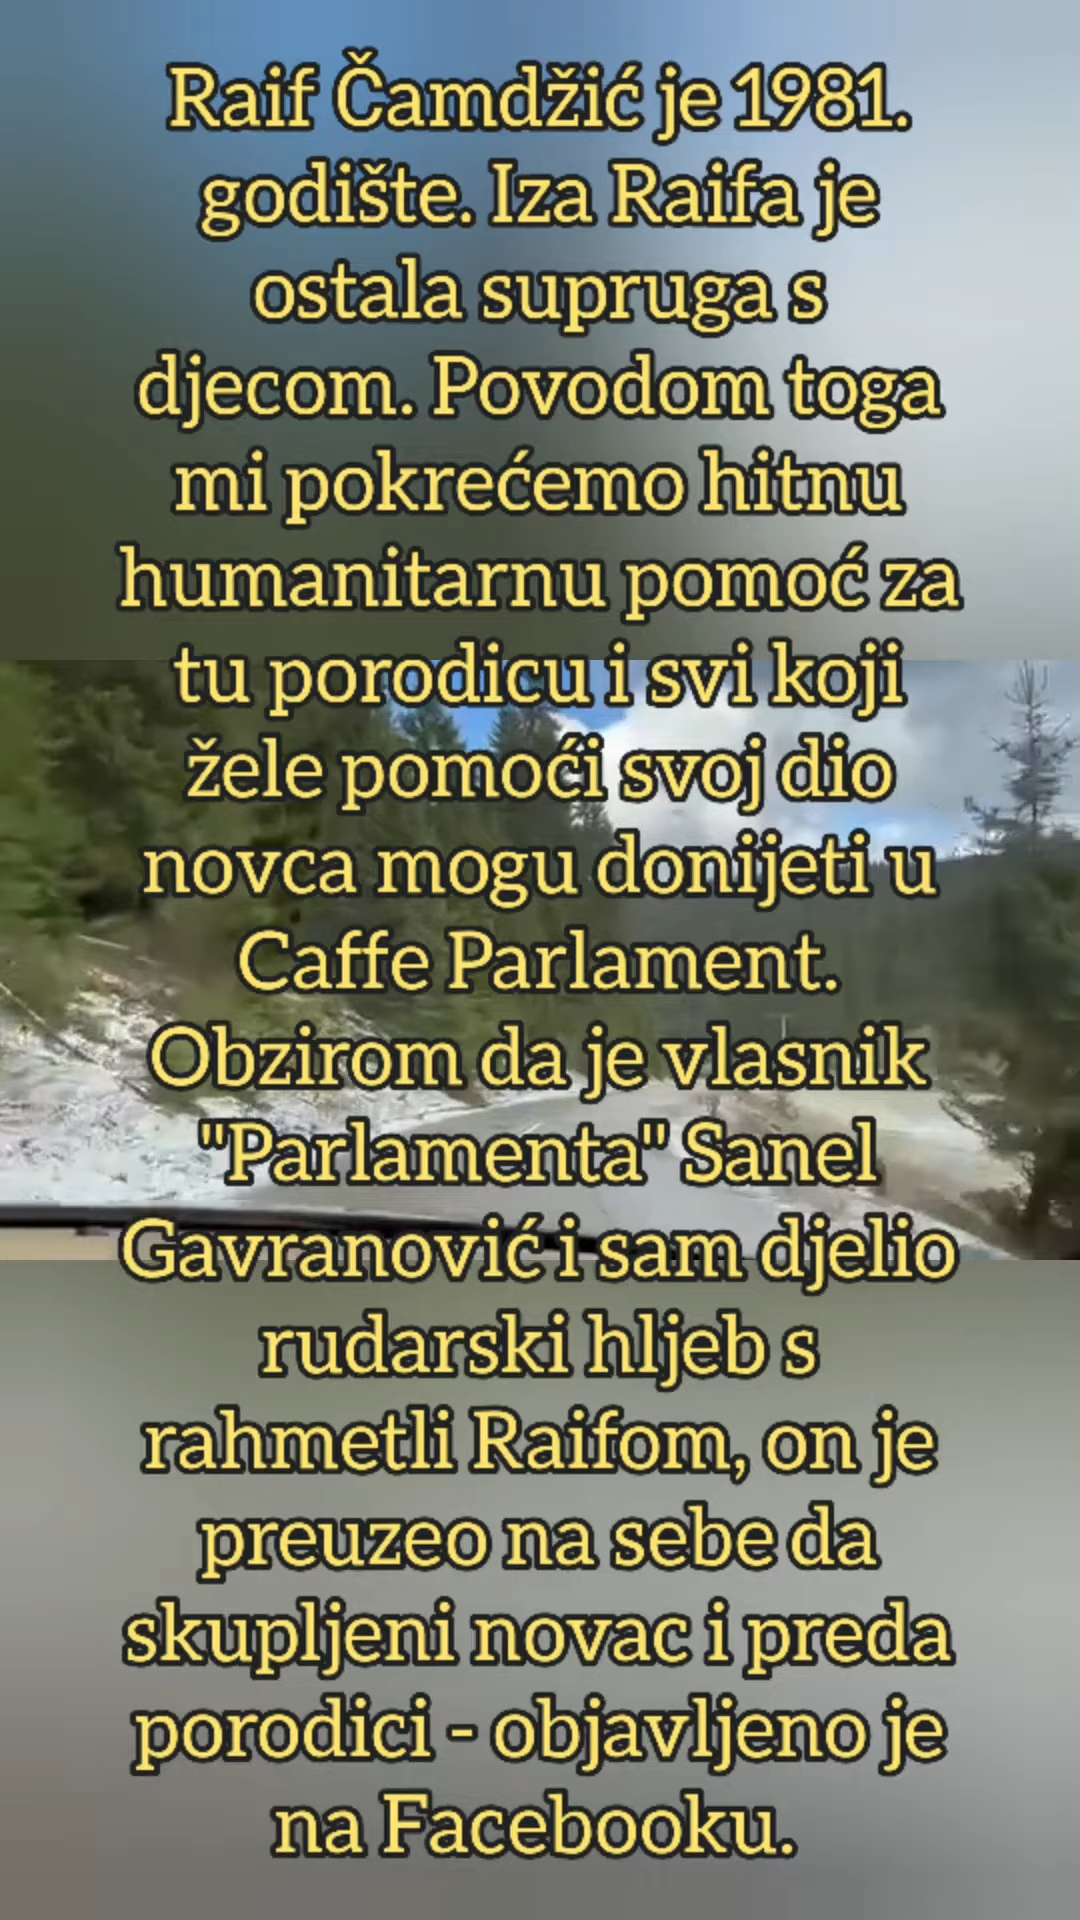 Raif Čamdžić je 1981.
godište. Iza Raifa je
ostala supruga s
djecom. Povodom toga
mi pokrećemo hitnu
humanitarnu pomoć za
tu porodicu i svi koji
žele pomoći svoj dio
novca mogu donijeti u
Caffe Parlament.
Obzirom da je vlasnik
"Parlamenta" Sanel
Gavranović i sam djelio
rudarski hljeb s
rahmetli Raifom, on je
preuzeo na sebe da
skupljeni novac i preda
porodici - objavljeno je
na Facebooku.